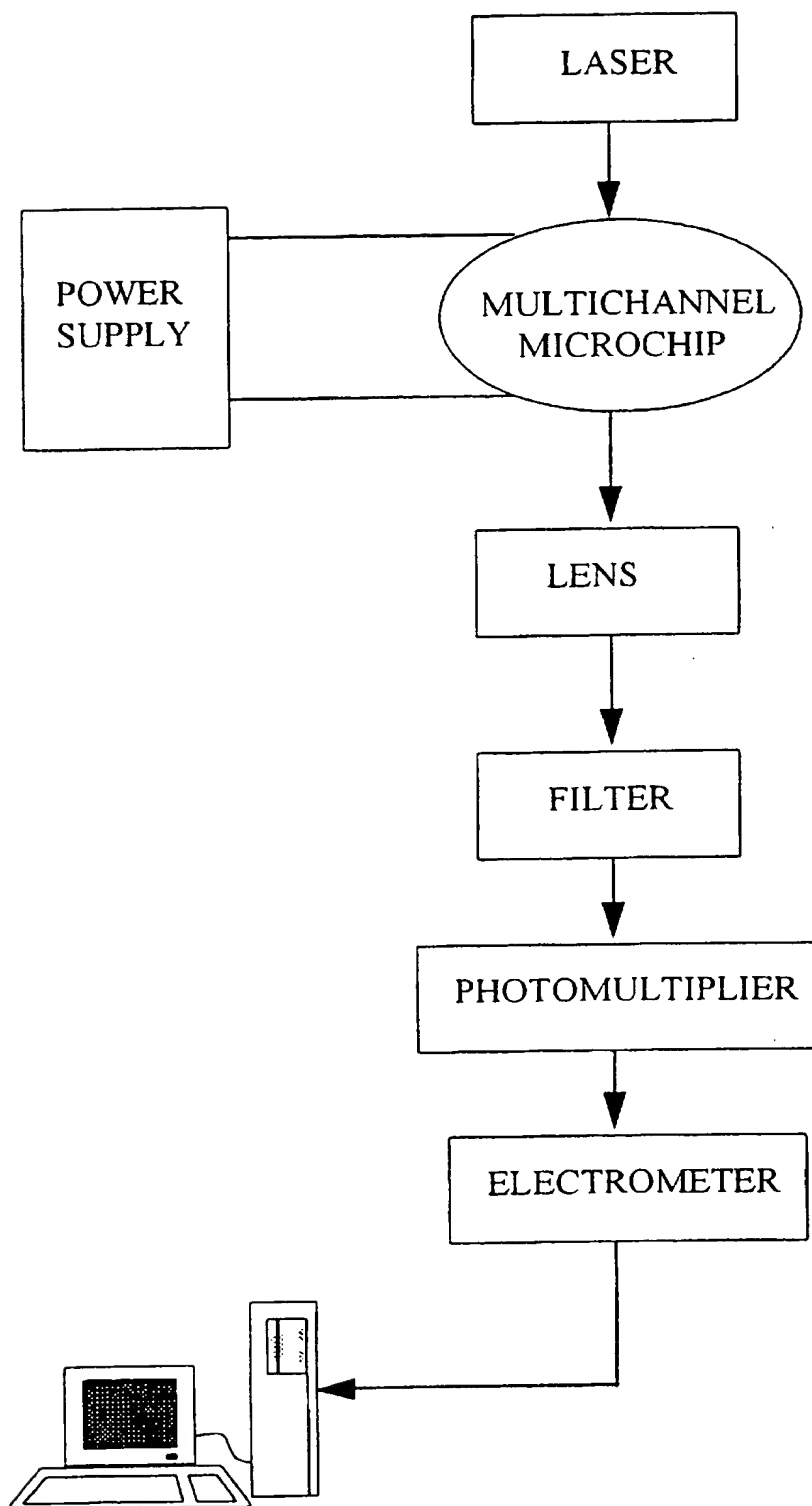 LASER
POWER
SUPPLY
MULTICHANNEL
MICROCHIP
LENS
FILTER
PHOTOMULTIPLIER
ELECTROMETER